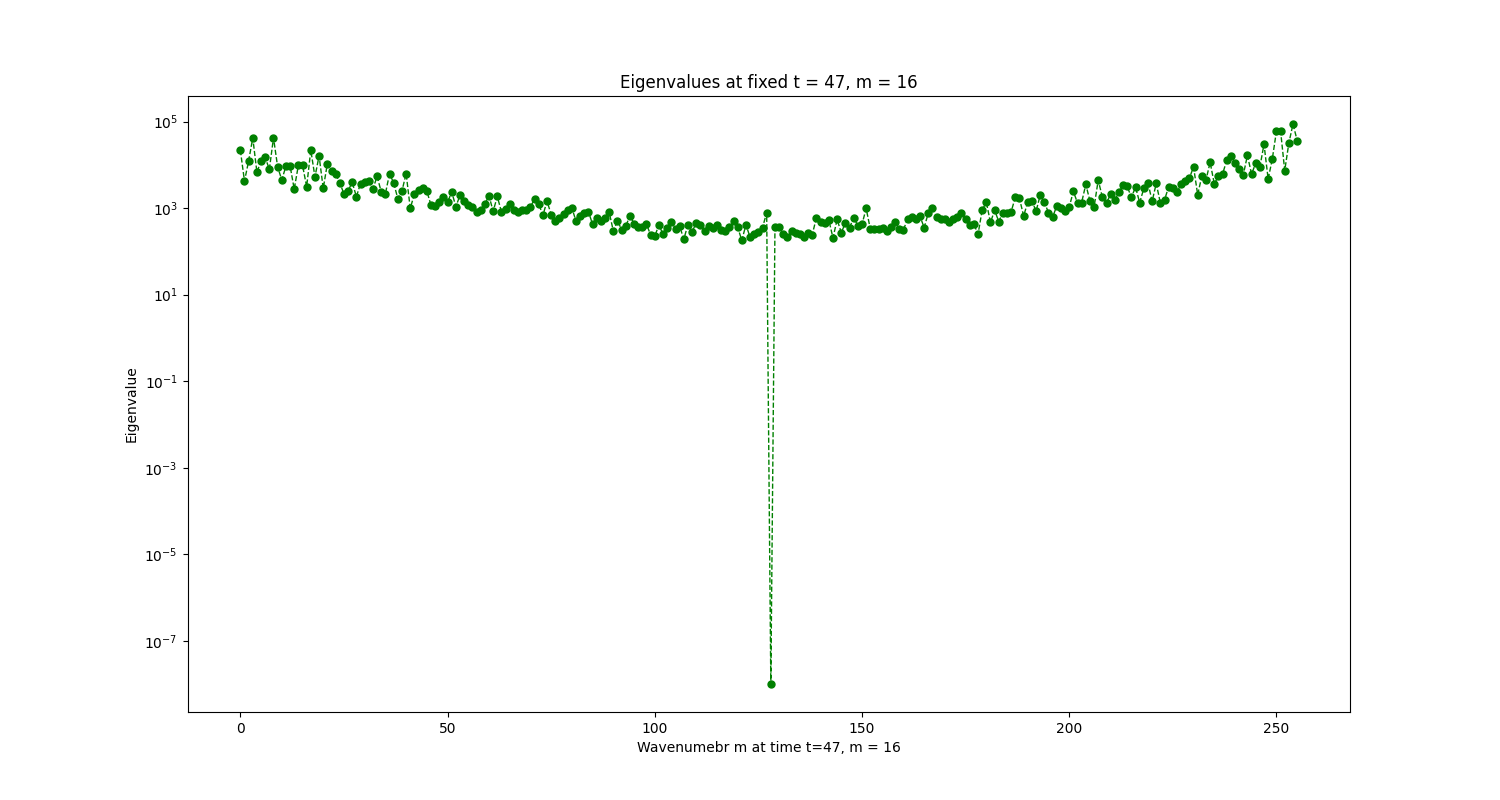 Eigenvalues at fixed t = 47, m = 16
10^5
10^3
10^1
10^−1
10^−3
10^−5
10^−7
Eigenvalue
0 50 100 150 200 250
Wavenumebr m at time t=47, m = 16